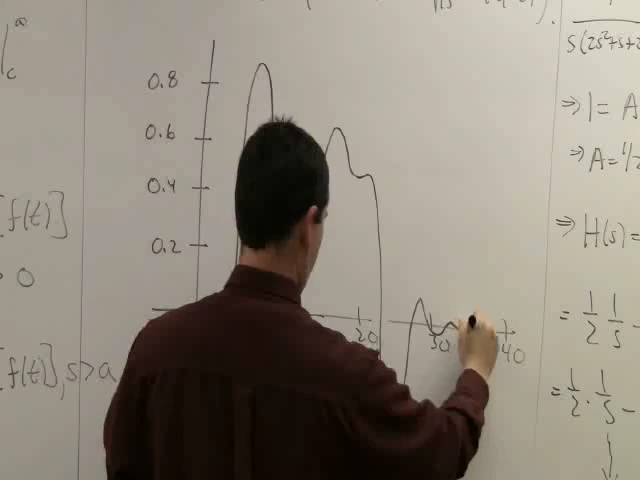 ∞
c
[f(t)]
> 0
[f(t)], s>a
0.8
0.6
0.4
0.2
20
30
40
s(2s²+s+2
⇒ 1 = A
⇒ A = 1/2
⇒ H(s) =
= 1/2 1/s
= 1/2 · 1/s -